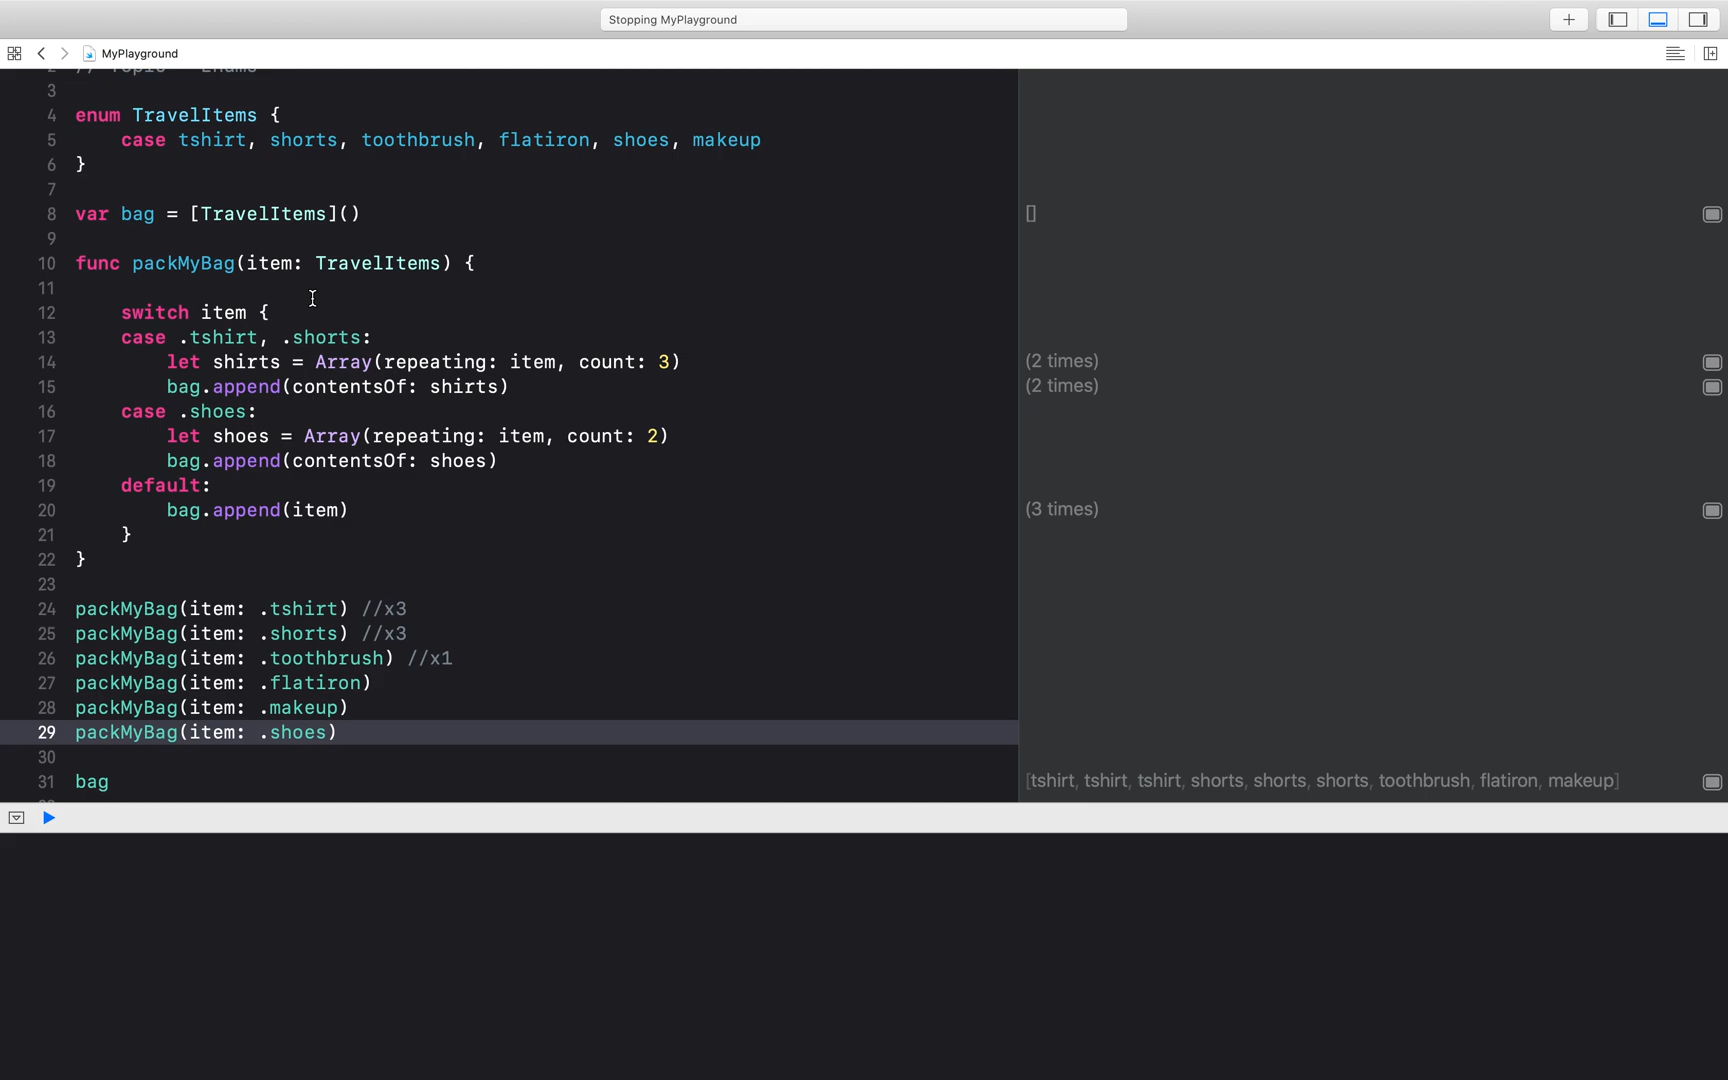 Stopping MyPlayground
MyPlayground
2 // Topic - Enums
3
4 enum TravelItems {
5 case tshirt, shorts, toothbrush, flatiron, shoes, makeup
6 }
7
8 var bag = [TravelItems]() []
9
10 func packMyBag(item: TravelItems) {
11
12 switch item {
13 case .tshirt, .shorts:
14 let shirts = Array(repeating: item, count: 3) (2 times)
15 bag.append(contentsOf: shirts) (2 times)
16 case .shoes:
17 let shoes = Array(repeating: item, count: 2)
18 bag.append(contentsOf: shoes)
19 default:
20 bag.append(item) (3 times)
21 }
22 }
23
24 packMyBag(item: .tshirt) //x3
25 packMyBag(item: .shorts) //x3
26 packMyBag(item: .toothbrush) //x1
27 packMyBag(item: .flatiron)
28 packMyBag(item: .makeup)
29 packMyBag(item: .shoes)
30
31 bag [tshirt, tshirt, tshirt, shorts, shorts, shorts, toothbrush, flatiron, makeup]